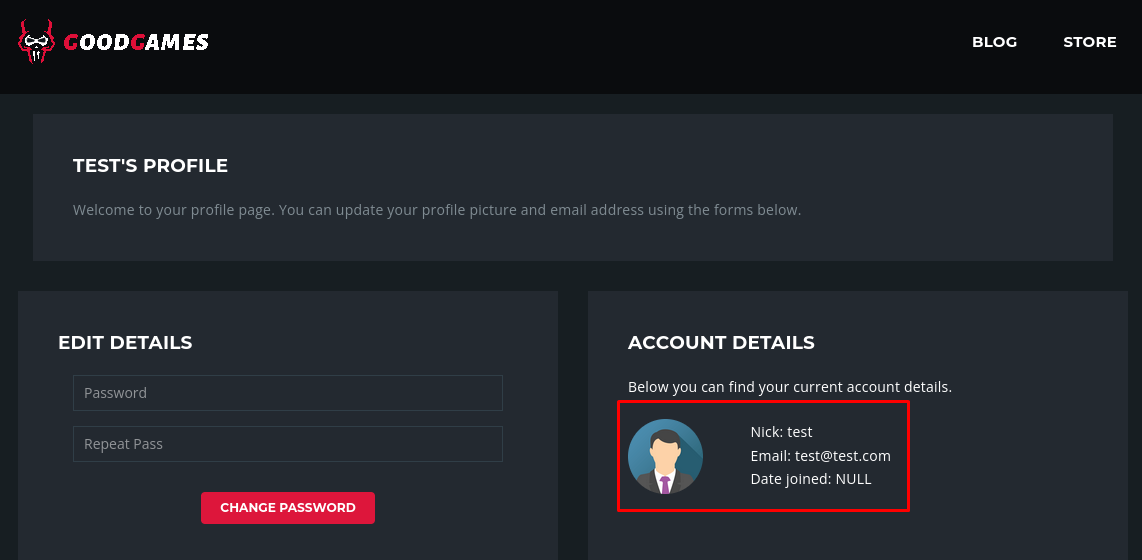 GOODGAMES
BLOG
STORE
TEST'S PROFILE
Welcome to your profile page. You can update your profile picture and email address using the forms below.
EDIT DETAILS
Password
Repeat Pass
CHANGE PASSWORD
ACCOUNT DETAILS
Below you can find your current account details.
Nick: test
Email: test@test.com
Date joined: NULL